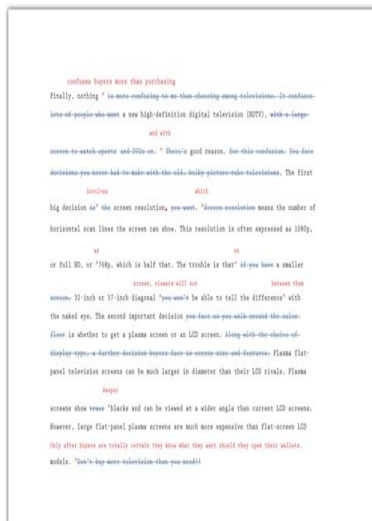 confuses buyers more than purchasing
Finally, nothing ^ is more confusing to me than choosing among televisions. It confuses
lots of people who want a new high-definition digital television (HDTV). with a large
and with
screen to watch sports and DVDs on. ^ There's good reason. for this confusion. You face
decisions you never had to make with the old, bulky picture-tube televisions. The first
involves which
big decision is^ the screen resolution, you want. ^Screen resolution means the number of
horizontal scan lines the screen can show. This resolution is often expressed as 1080p,
as on
or full HD, or ^768p, which is half that. The trouble is that^ if you have a smaller
screen, viewers will not between them
screen. 32-inch or 37-inch diagonal ^you won't be able to tell the difference^ with
the naked eye. The second important decision you face as you walk around the sales
floor is whether to get a plasma screen or an LCD screen. Along with the choice of
display type, a further decision buyers face is screen size and features. Plasma flat-
panel television screens can be much larger in diameter than their LCD rivals. Plasma
deeper
screens show truer ^blacks and can be viewed at a wider angle than current LCD screens.
However, large flat-panel plasma screens are much more expensive than flat-screen LCD
Only after buyers are totally certain they know what they want should they open their wallets.
models. ^Don't buy more television than you need!!